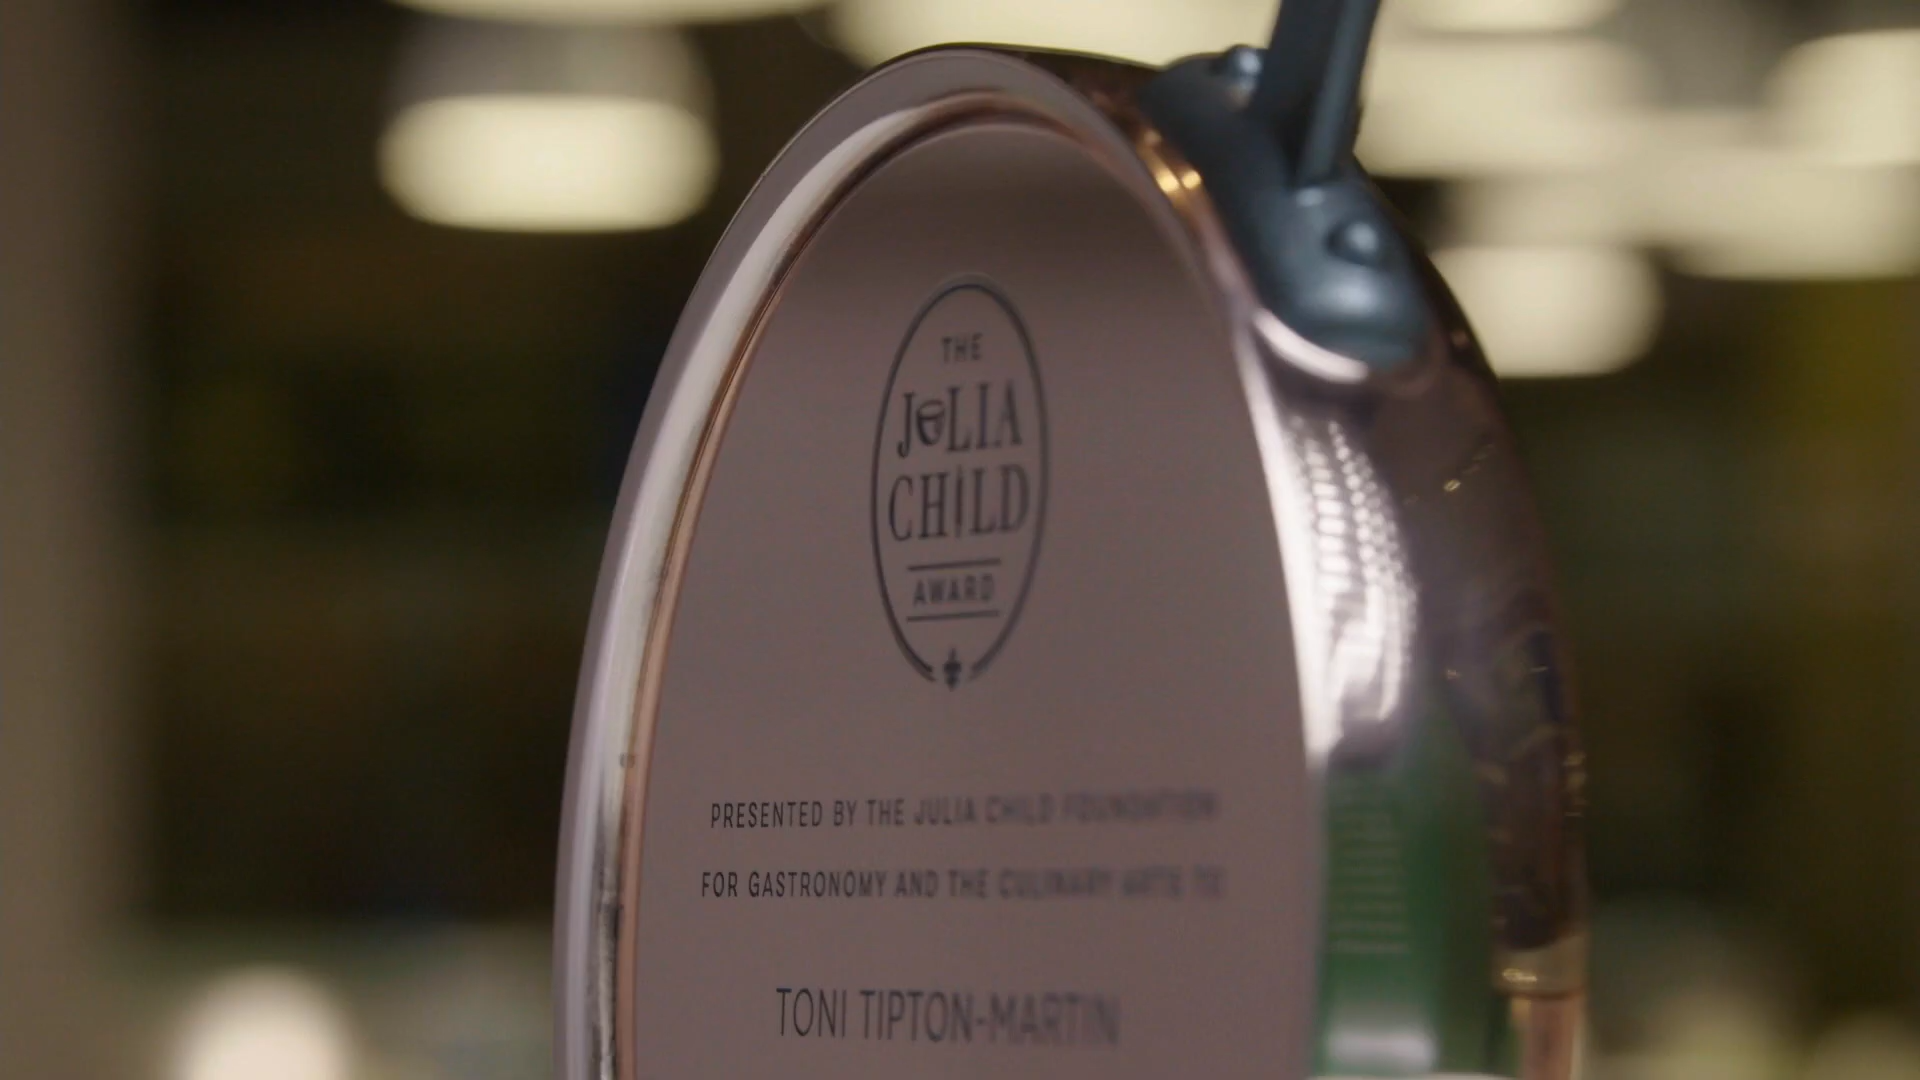 THE
JULIA
CHILD
AWARD
PRESENTED BY THE JULIA CHILD FOUNDATION
FOR GASTRONOMY AND THE CULINARY ARTS TO
TONI TIPTON-MARTIN